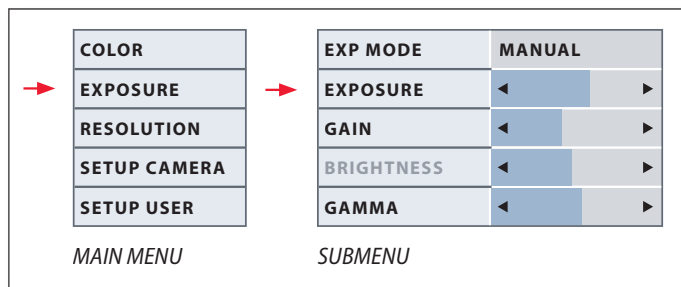 COLOR
EXPOSURE
RESOLUTION
SETUP CAMERA
SETUP USER
MAIN MENU
EXP MODE MANUAL
EXPOSURE
GAIN
BRIGHTNESS
GAMMA
SUBMENU